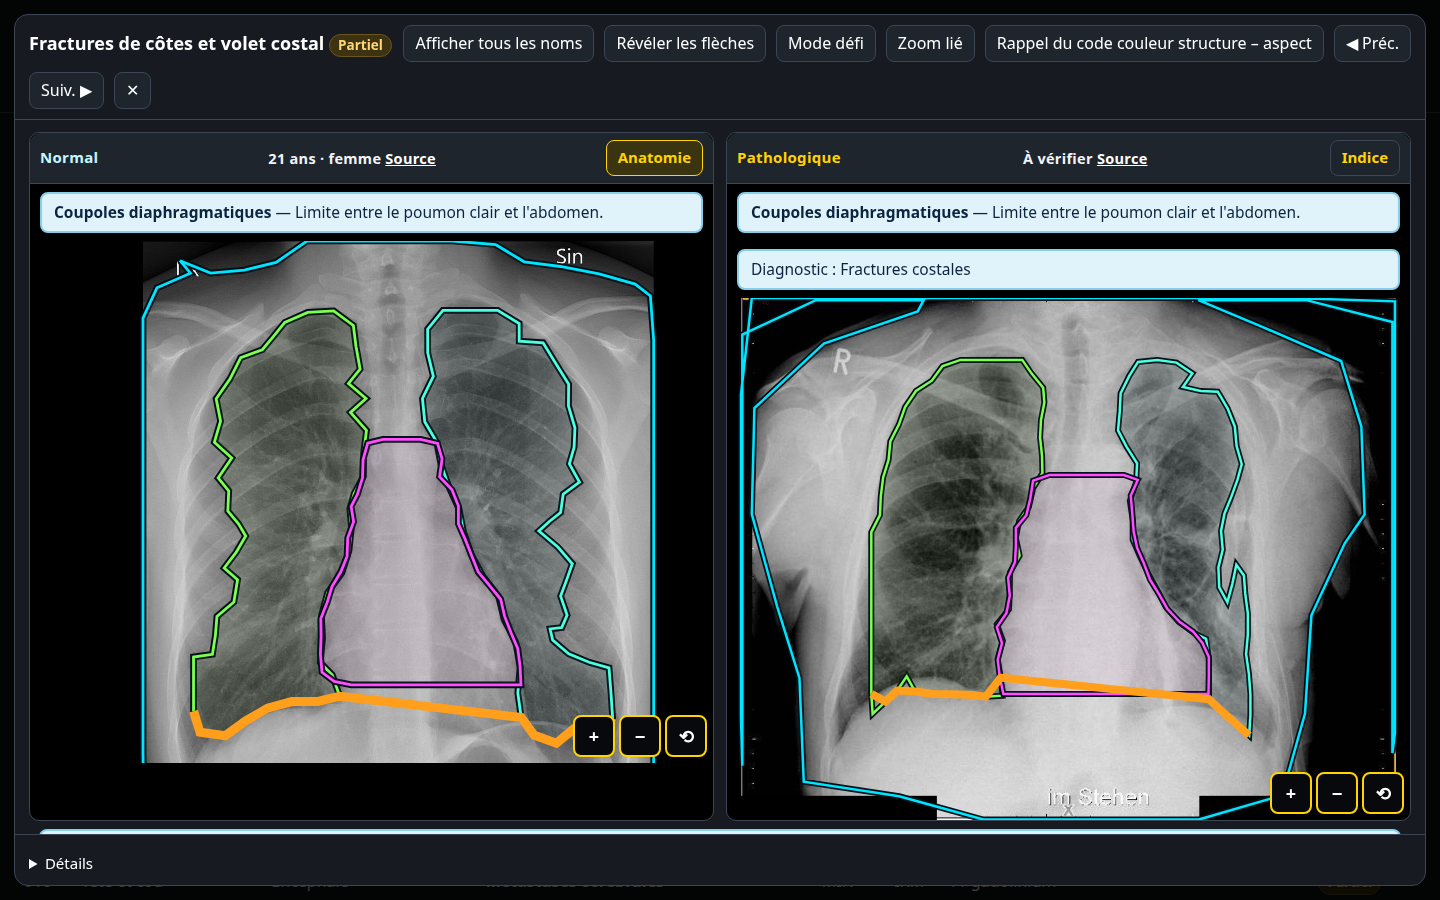 Fractures de côtes et volet costal Partiel Afficher tous les noms Révéler les flèches Mode défi Zoom lié Rappel du code couleur structure – aspect ◀ Préc.
Suiv. ▶ ✕
Normal 21 ans · femme Source Anatomie
Coupoles diaphragmatiques — Limite entre le poumon clair et l'abdomen.
Sin
+ − ⟲
Pathologique À vérifier Source Indice
Coupoles diaphragmatiques — Limite entre le poumon clair et l'abdomen.
Diagnostic : Fractures costales
R
im Stehen
X
+ − ⟲
▶ Détails